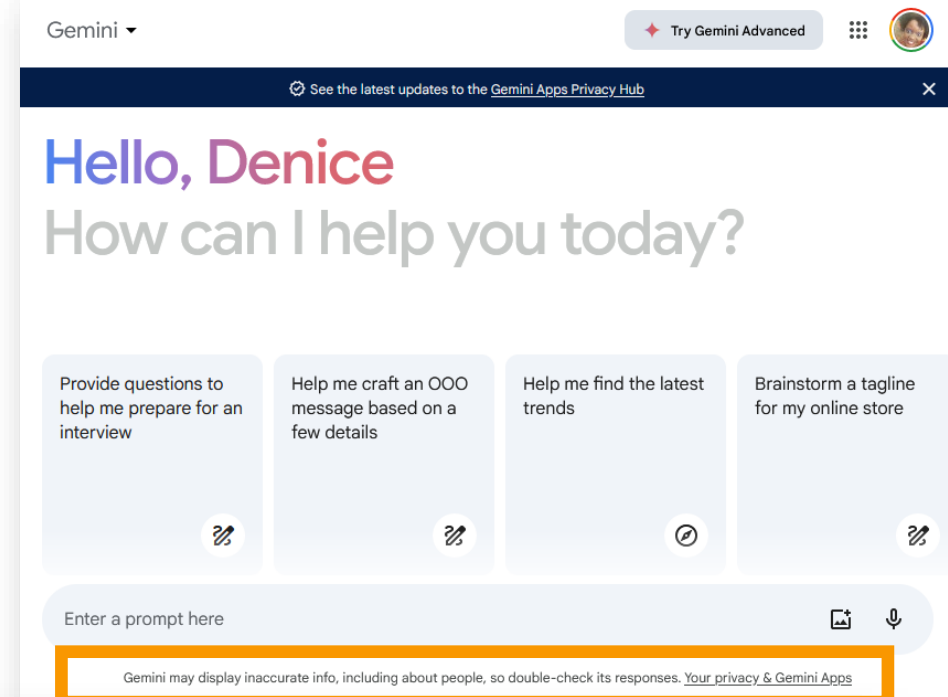 Gemini
Try Gemini Advanced
See the latest updates to the Gemini Apps Privacy Hub
Hello, Denice
How can I help you today?
Provide questions to
help me prepare for an
interview
Help me craft an OOO
message based on a
few details
Help me find the latest
trends
Brainstorm a tagline
for my online store
Enter a prompt here
Gemini may display inaccurate info, including about people, so double-check its responses. Your privacy & Gemini Apps